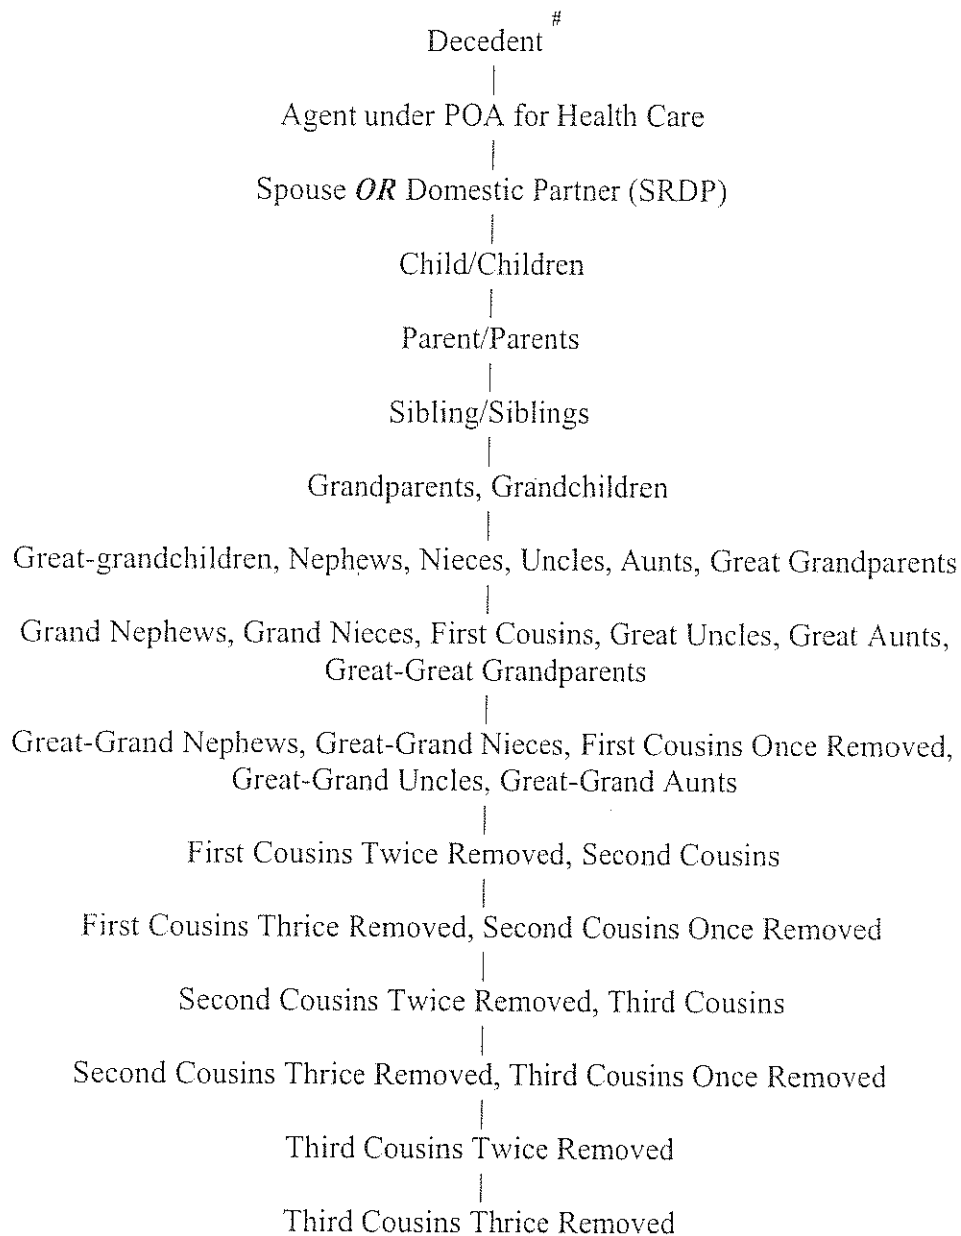 Decedent #
Agent under POA for Health Care
Spouse OR Domestic Partner (SRDP)
Child/Children
Parent/Parents
Sibling/Siblings
Grandparents, Grandchildren
Great-grandchildren, Nephews, Nieces, Uncles, Aunts, Great Grandparents
Grand Nephews, Grand Nieces, First Cousins, Great Uncles, Great Aunts,
Great-Great Grandparents
Great-Grand Nephews, Great-Grand Nieces, First Cousins Once Removed,
Great-Grand Uncles, Great-Grand Aunts
First Cousins Twice Removed, Second Cousins
First Cousins Thrice Removed, Second Cousins Once Removed
Second Cousins Twice Removed, Third Cousins
Second Cousins Thrice Removed, Third Cousins Once Removed
Third Cousins Twice Removed
Third Cousins Thrice Removed